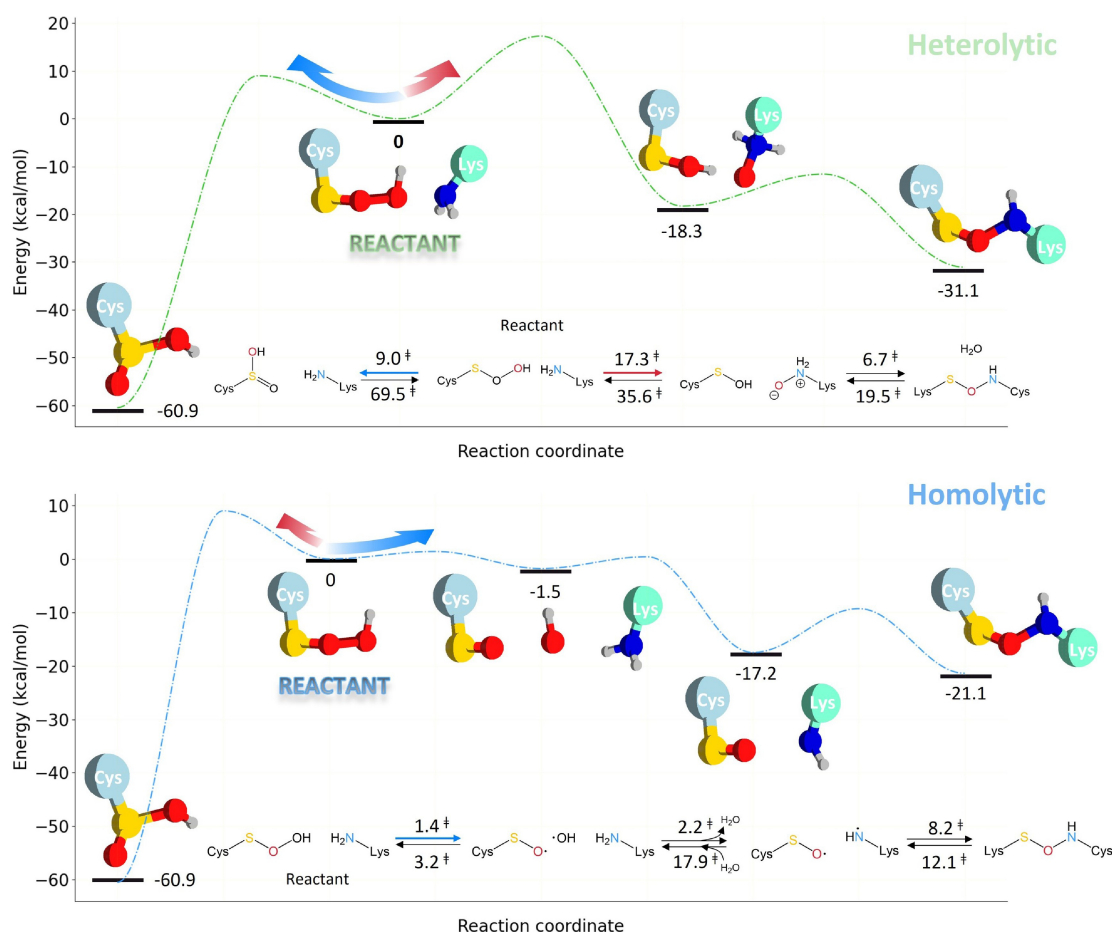 Heterolytic
Energy (kcal/mol)
20
10
0
−10
−20
−30
−40
−50
−60
0
Cys
Lys
REACTANT
Cys
Lys
-18.3
Cys
Lys
-31.1
Cys
-60.9
Reactant
OH
S
O
Cys
H₂N
Lys
9.0 ‡
69.5 ‡
S
OH
O
Cys
H₂N
Lys
17.3 ‡
35.6 ‡
S
OH
Cys
NH₂
O
⊖
⊕
Lys
6.7 ‡
19.5 ‡
H₂O
S
O
H
N
Lys
Cys
Reaction coordinate
Homolytic
Energy (kcal/mol)
10
0
−10
−20
−30
−40
−50
−60
0
Cys
REACTANT
-1.5
Cys
Lys
-17.2
Cys
Lys
-21.1
Cys
Lys
Cys
-60.9
S
OH
O
Cys
H₂N
Lys
Reactant
1.4 ‡
3.2 ‡
S
O·
Cys
·OH
H₂N
Lys
2.2 ‡
H₂O
17.9 ‡
H₂O
S
O·
Cys
HṄ
Lys
8.2 ‡
12.1 ‡
S
O
H
N
Lys
Cys
Reaction coordinate